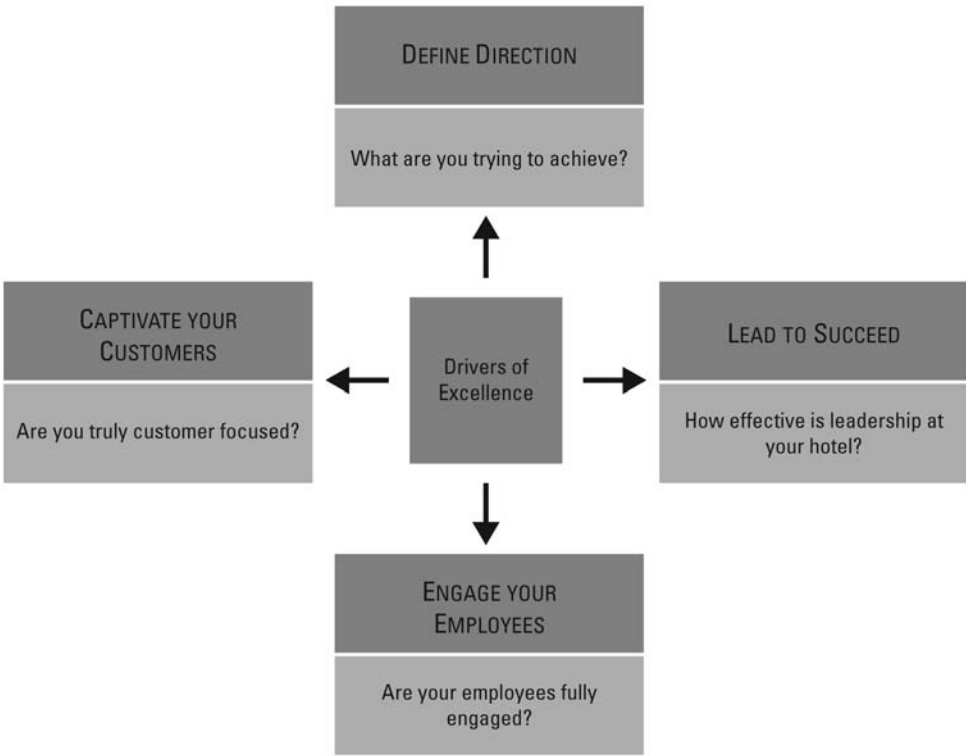 DEFINE DIRECTION
What are you trying to achieve?
CAPTIVATE YOUR
CUSTOMERS
Are you truly customer focused?
Drivers of
Excellence
LEAD TO SUCCEED
How effective is leadership at
your hotel?
ENGAGE YOUR
EMPLOYEES
Are your employees fully
engaged?